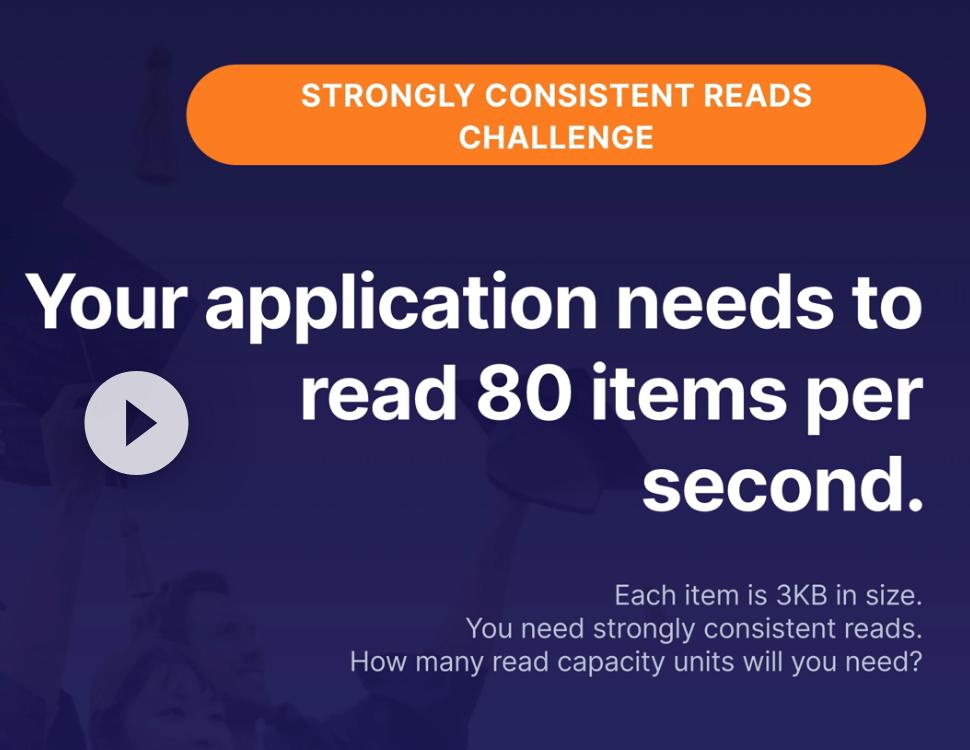 STRONGLY CONSISTENT READS
CHALLENGE
Your application needs to
read 80 items per
second.
Each item is 3KB in size.
You need strongly consistent reads.
How many read capacity units will you need?